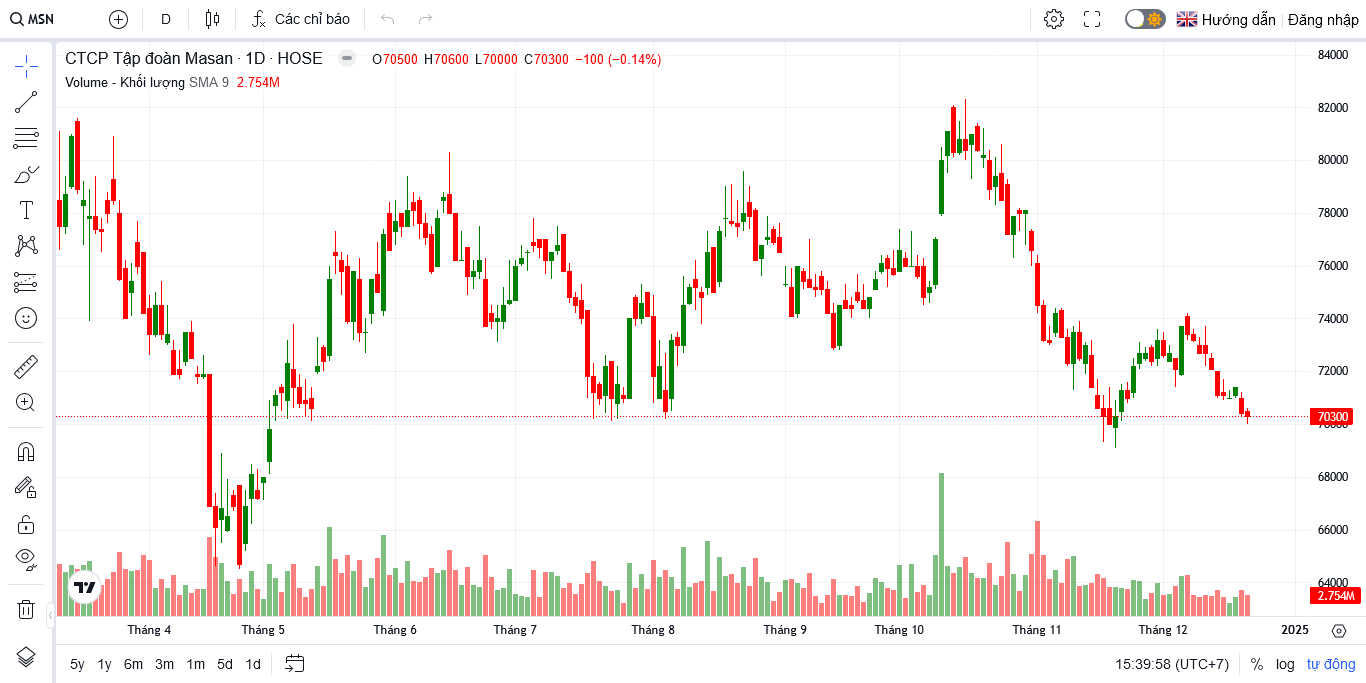 MSN D Các chỉ báo Hướng dẫn Đăng nhập
CTCP Tập đoàn Masan · 1D · HOSE O70500 H70600 L70000 C70300 −100 (−0.14%)
Volume - Khối lượng SMA 9 2.754M
84000
82000
80000
78000
76000
74000
72000
70300
70000
68000
66000
64000
2.754M
Tháng 4 Tháng 5 Tháng 6 Tháng 7 Tháng 8 Tháng 9 Tháng 10 Tháng 11 Tháng 12 2025
5y 1y 6m 3m 1m 5d 1d 15:39:58 (UTC+7) % log tự động